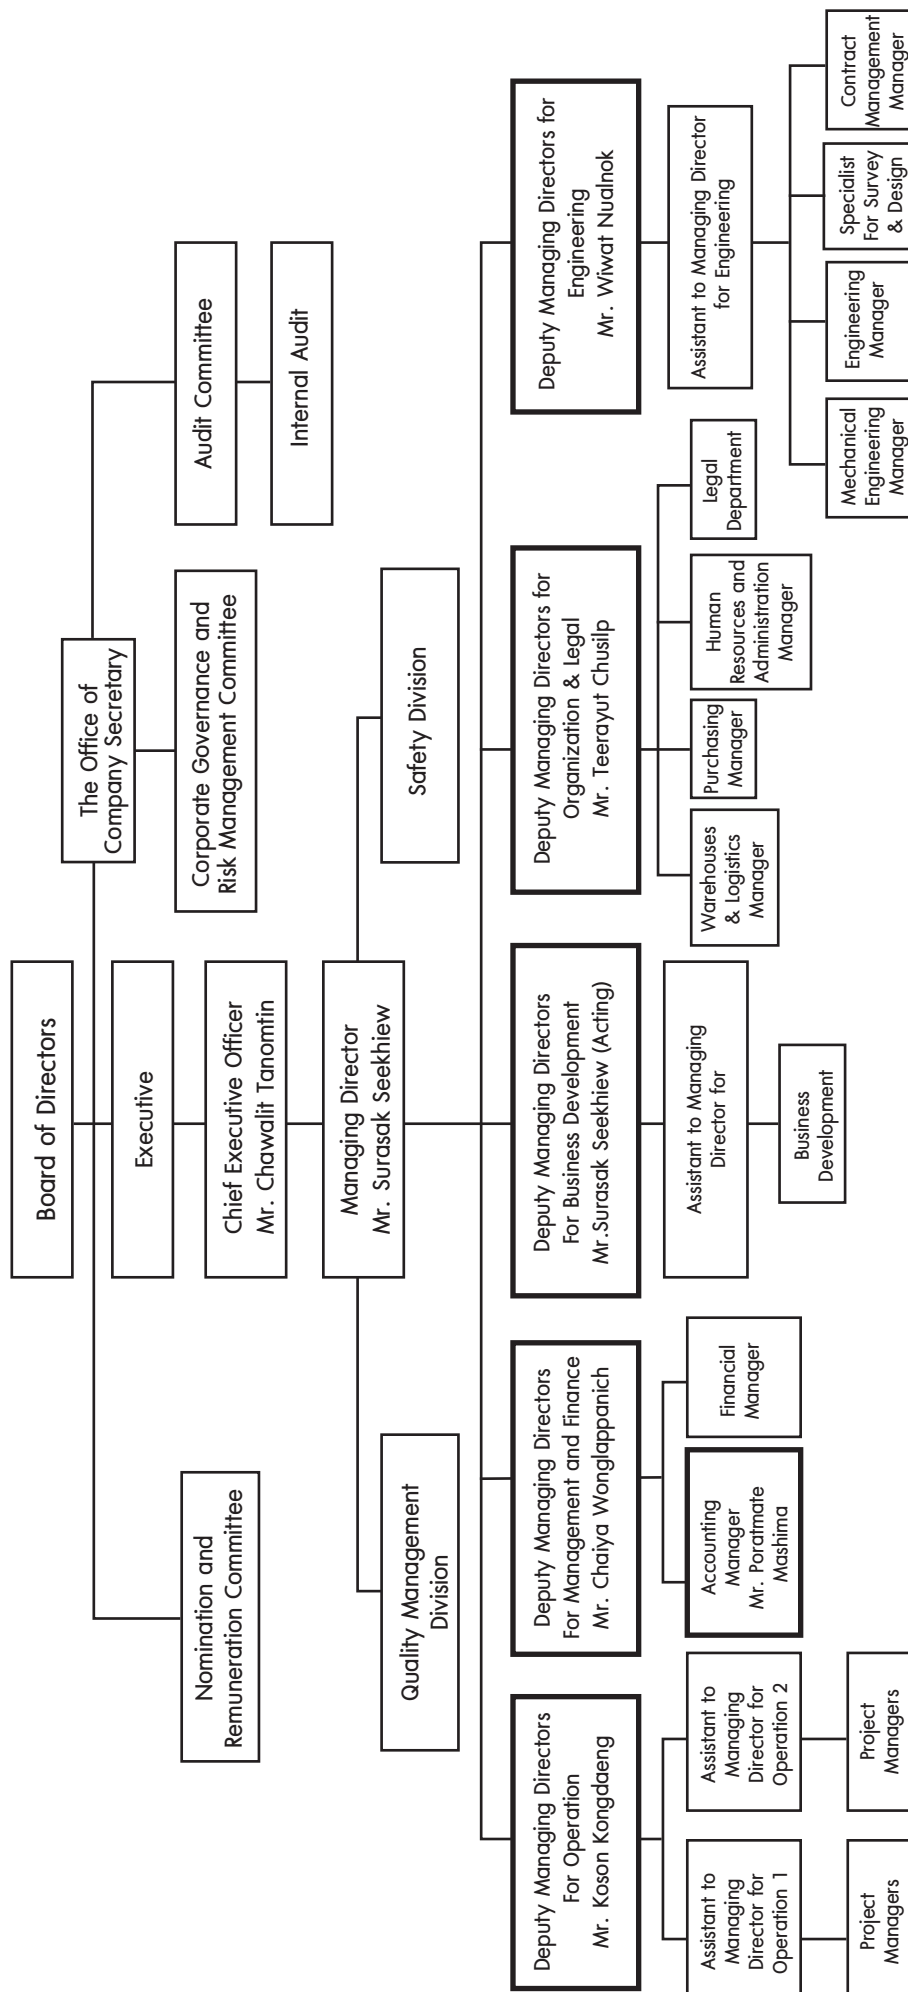 Board of Directors
The Office of
Company Secretary
Executive
Nomination and
Remuneration Committee
Corporate Governance and
Risk Management Committee
Audit Committee
Chief Executive Officer
Mr. Chawalit Tanomtin
Internal Audit
Managing Director
Mr. Surasak Seekhiew
Quality Management
Division
Safety Division
Deputy Managing Directors
For Operation
Mr. Koson Kongdaeng
Deputy Managing Directors
For Management and Finance
Mr. Chaiya Wonglappanich
Deputy Managing Directors
For Business Development
Mr.Surasak Seekhiew (Acting)
Deputy Managing Directors for
Organization & Legal
Mr. Teerayut Chusilp
Deputy Managing Directors for
Engineering
Mr. Wiwat Nualnok
Assistant to
Managing
Director for
Operation 1
Assistant to
Managing
Director for
Operation 2
Accounting
Manager
Mr. Poratmate
Mashima
Financial
Manager
Assistant to Managing
Director for
Warehouses
& Logistics
Manager
Purchasing
Manager
Human
Resources and
Administration
Manager
Legal
Department
Assistant to Managing Director
for Engineering
Project
Managers
Project
Managers
Business
Development
Mechanical
Engineering
Manager
Engineering
Manager
Specialist
For Survey
& Design
Contract
Management
Manager